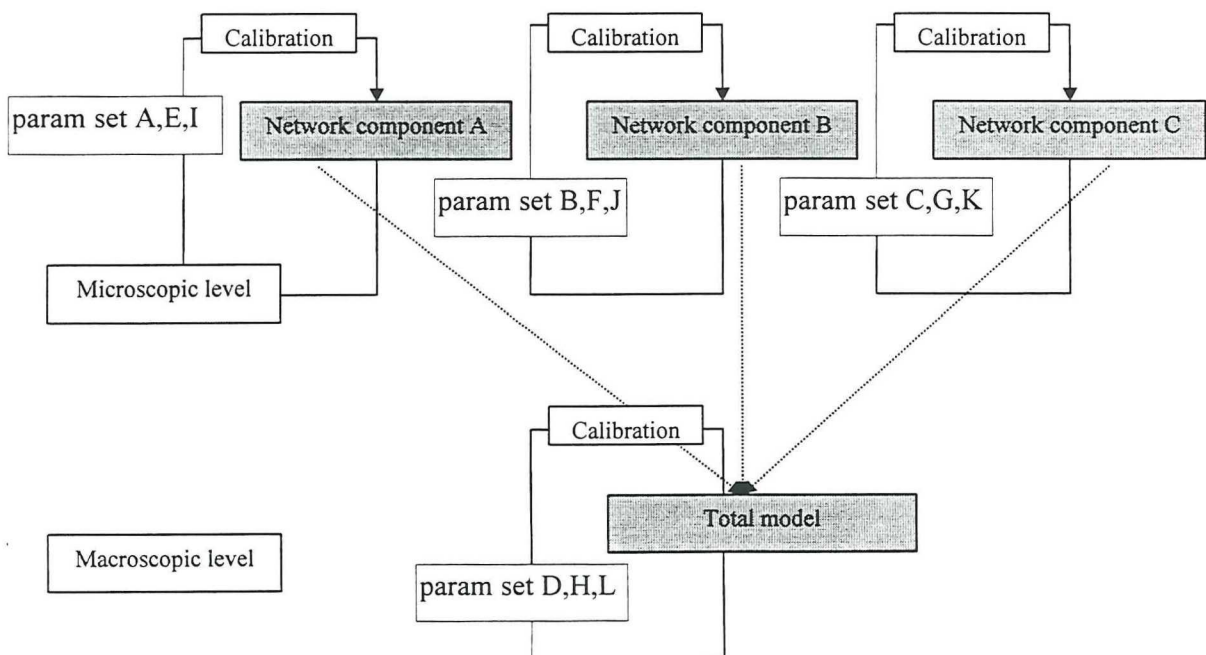 Calibration
Calibration
Calibration
param set A,E,I
Network component A
Network component B
Network component C
param set B,F,J
param set C,G,K
Microscopic level
Calibration
Total model
Macroscopic level
param set D,H,L